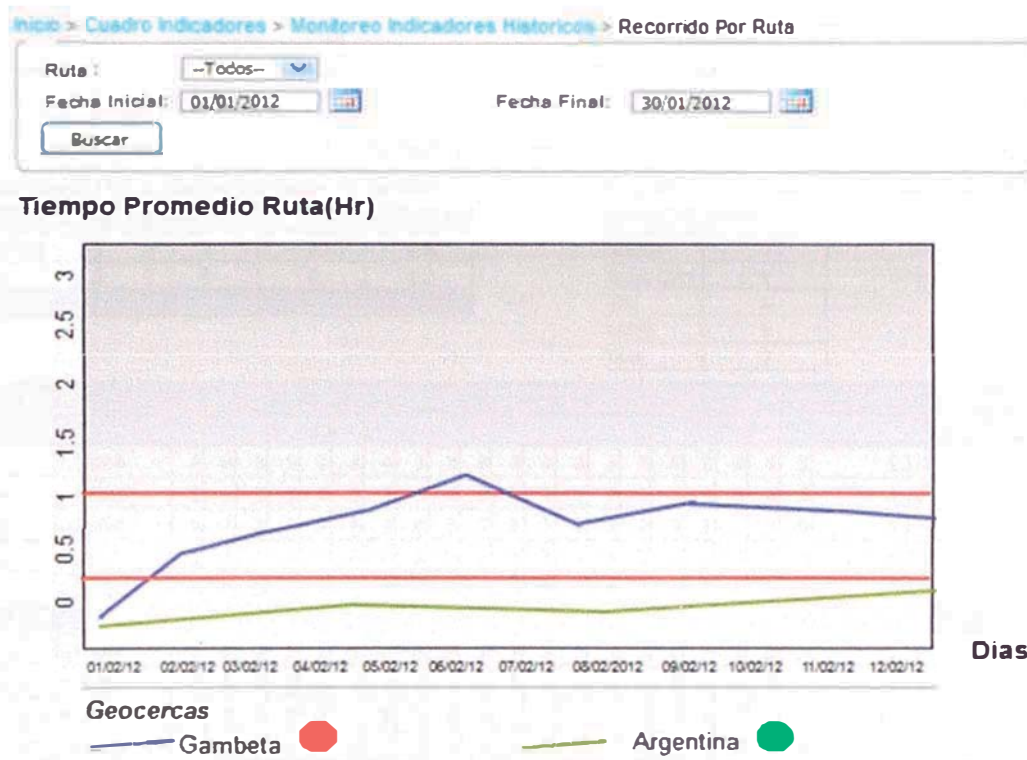 Inicio > Cuadro Indicadores > Monitoreo Indicadores Historicos > Recorrido Por Ruta
Ruta : --Todos--
Fecha Inicial: 01/01/2012 Fecha Final: 30/01/2012
Buscar
Tiempo Promedio Ruta(Hr)
3
2.5
2
1.5
1
0.5
0
01/02/12 02/02/12 03/02/12 04/02/12 05/02/12 06/02/12 07/02/12 08/02/2012 09/02/12 10/02/12 11/02/12 12/02/12
Dias
Geocercas
Gambeta Argentina